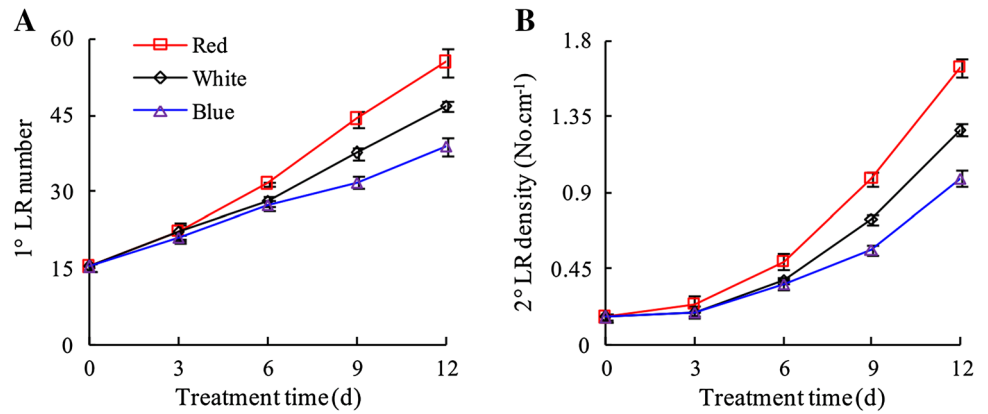 A
1° LR number
60
45
30
15
0
Red
White
Blue
0 3 6 9 12
Treatment time (d)
B
2° LR density (No.cm-1)
1.8
1.35
0.9
0.45
0
0 3 6 9 12
Treatment time (d)